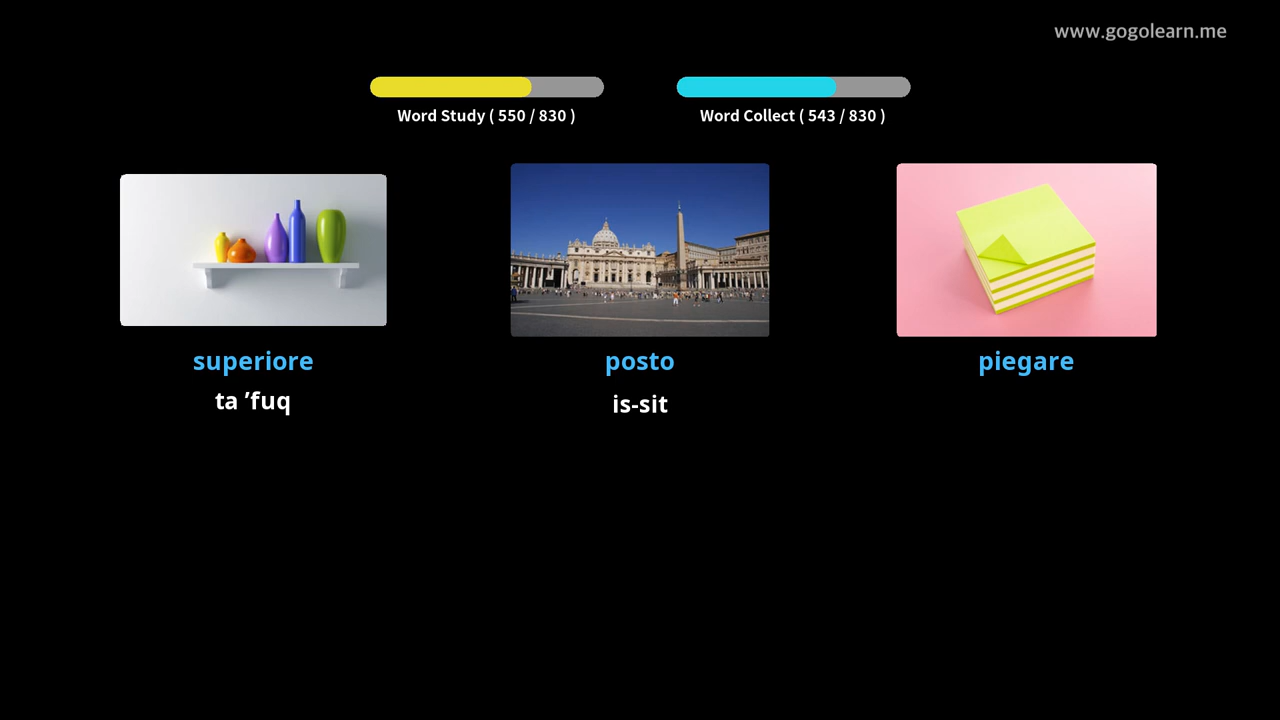 www.gogolearn.me
Word Study ( 550 / 830 )
Word Collect ( 543 / 830 )
superiore
posto
piegare
ta ’fuq
is-sit